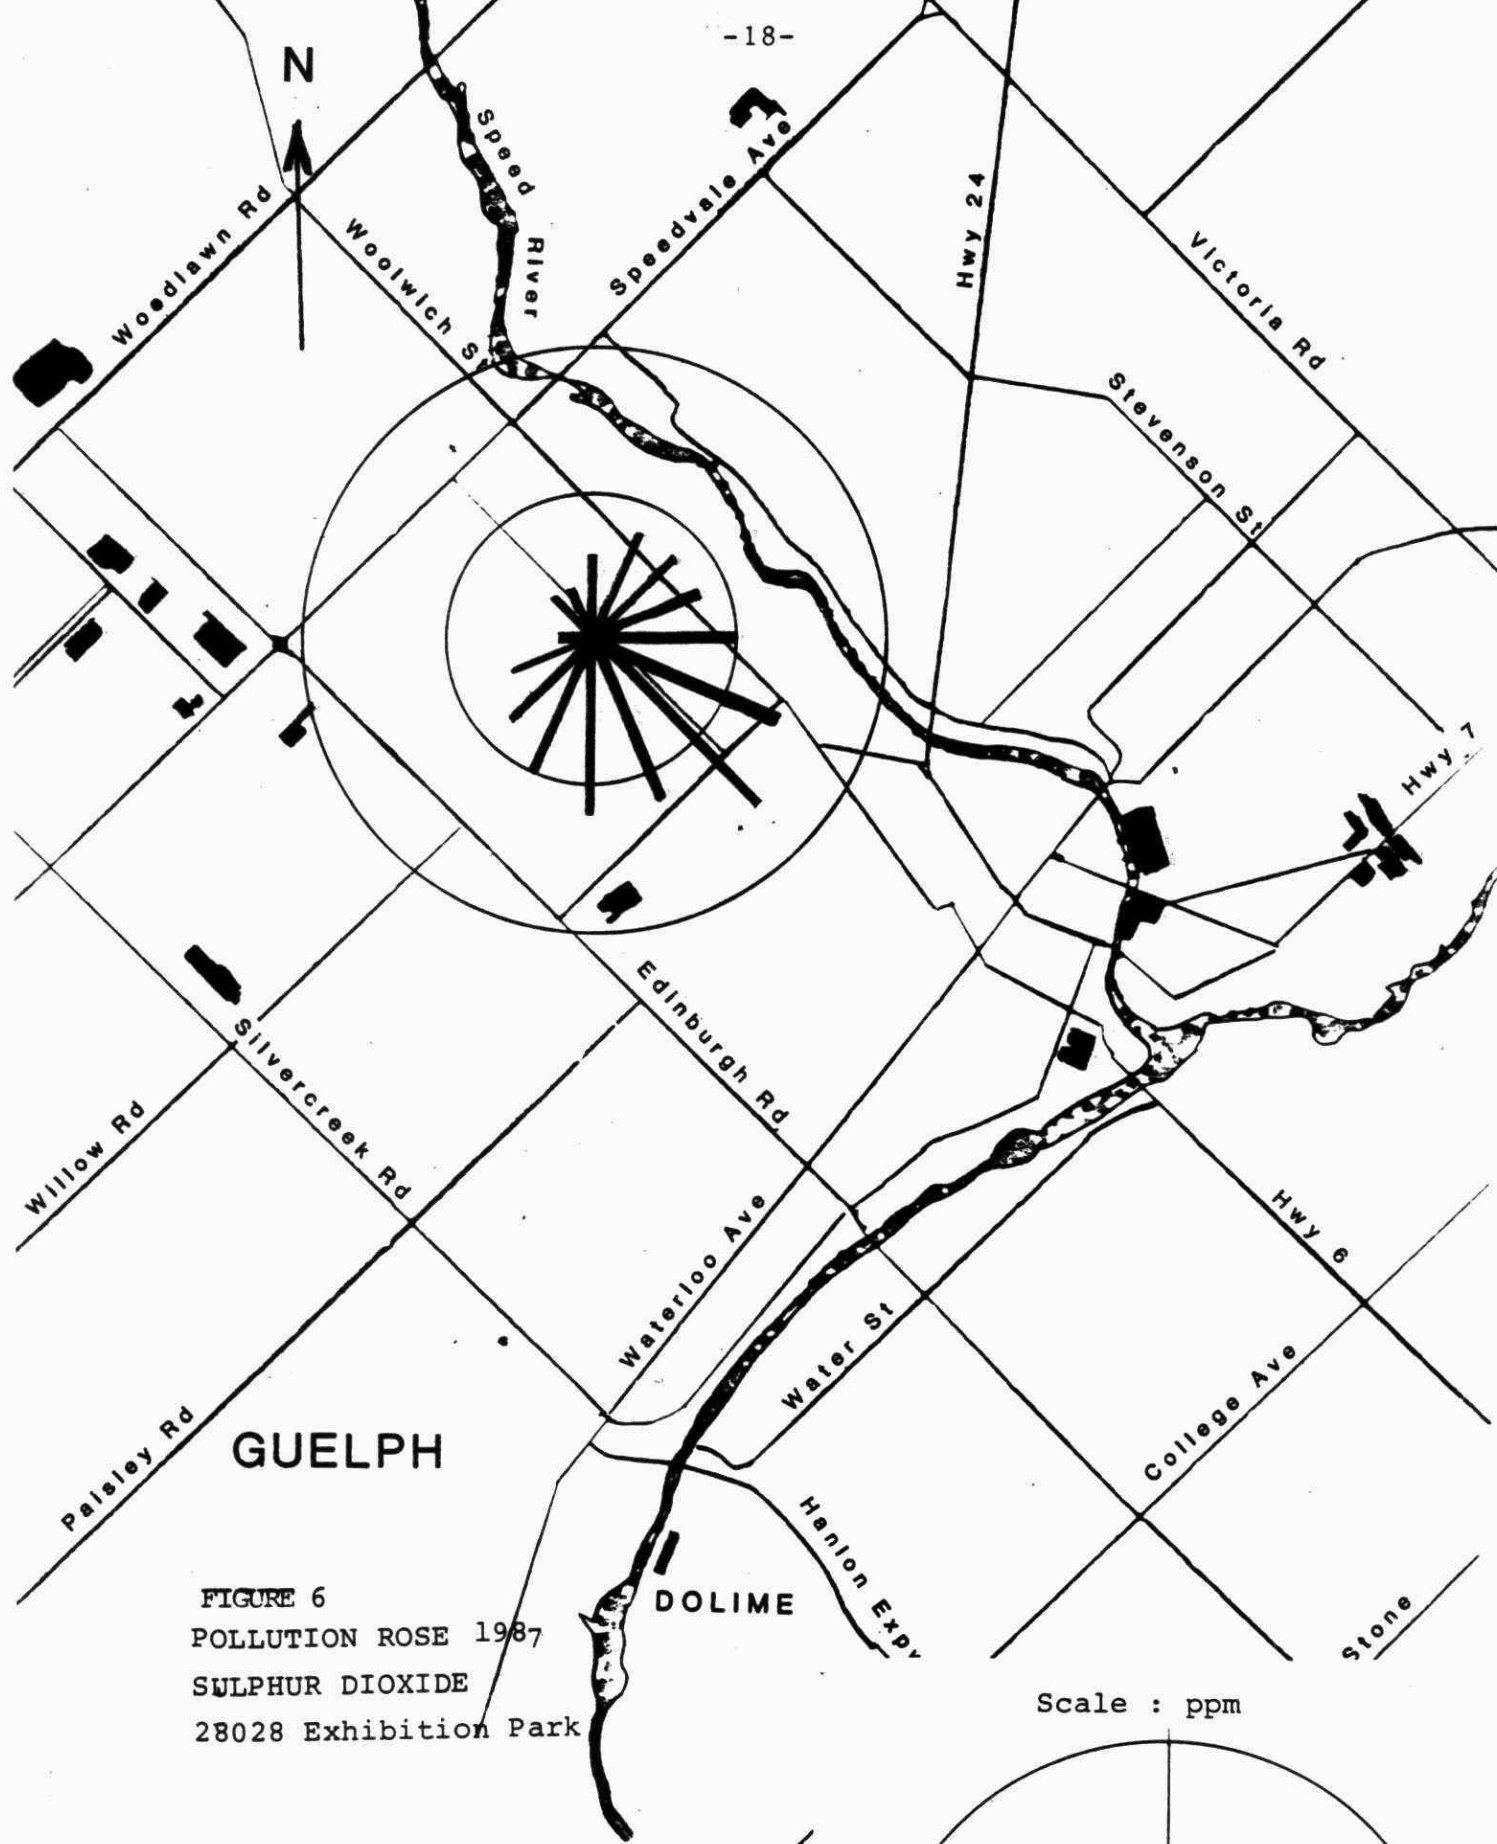 -18-
N
Speed River
Speedvale Ave
Hwy 24
Woodlawn Rd
Woolwich St
Victoria Rd
Stevenson St
Hwy 7
Edinburgh Rd
Silvercreek Rd
Willow Rd
Waterloo Ave
Hwy 6
Water St
College Ave
Paisley Rd
GUELPH
Hanlon Expy
DOLIME
Stone
FIGURE 6
POLLUTION ROSE 1987
SULPHUR DIOXIDE
28028 Exhibition Park
Scale : ppm